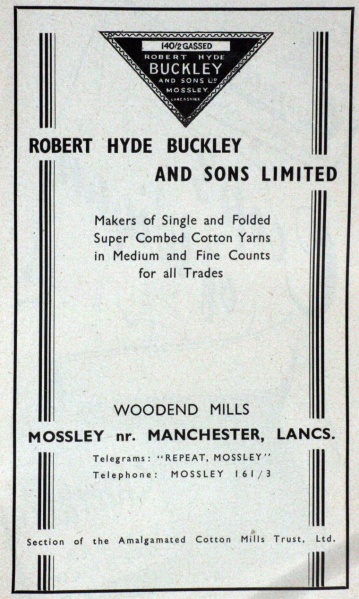 140/2 GASSED
ROBERT HYDE
BUCKLEY
AND SONS LTD
MOSSLEY
LANCASHIRE
ROBERT HYDE BUCKLEY
AND SONS LIMITED
Makers of Single and Folded
Super Combed Cotton Yarns
in Medium and Fine Counts
for all Trades
WOODEND MILLS
MOSSLEY nr. MANCHESTER, LANCS.
Telegrams: "REPEAT, MOSSLEY"
Telephone: MOSSLEY 161/3
Section of the Amalgamated Cotton Mills Trust, Ltd.